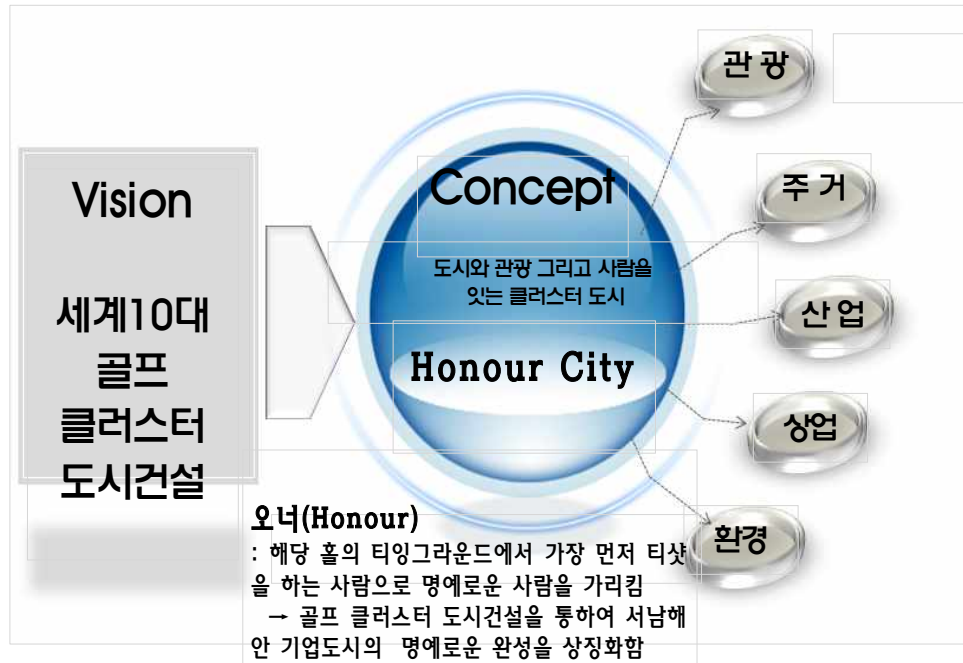 Vision
세계10대
골프
클러스터
도시건설
Concept
도시와 관광 그리고 사람을
잇는 클러스터 도시
Honour City
관 광
주 거
산 업
상업
환경
오너(Honour)
: 해당 홀의 티잉그라운드에서 가장 먼저 티샷
을 하는 사람으로 명예로운 사람을 가리킴
→ 골프 클러스터 도시건설을 통하여 서남해
안 기업도시의 명예로운 완성을 상징화함